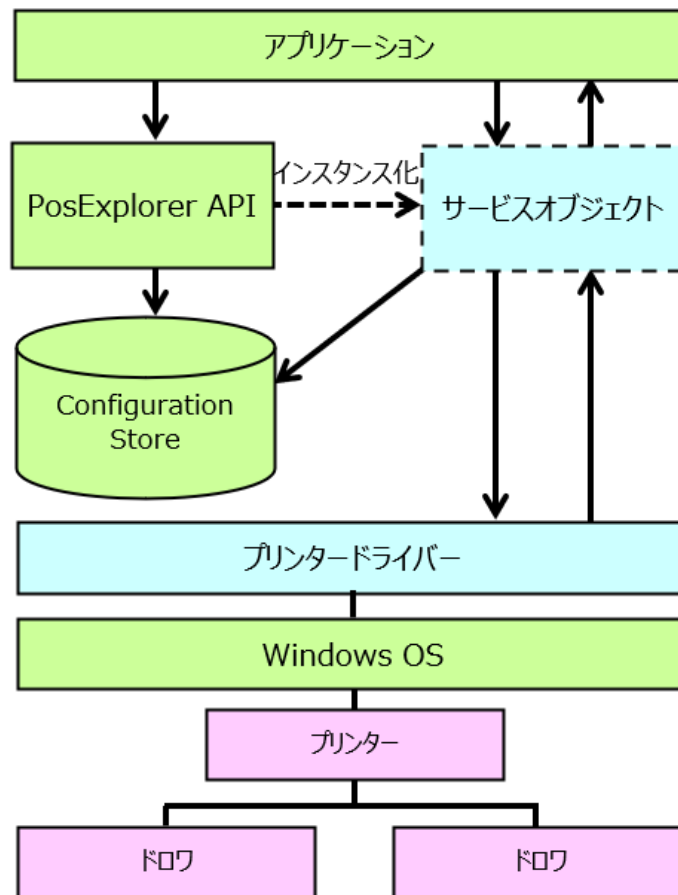 アプリケーション
インスタンス化
PosExplorer API
サービスオブジェクト
Configuration
Store
プリンタードライバー
Windows OS
プリンター
ドロワ
ドロワ